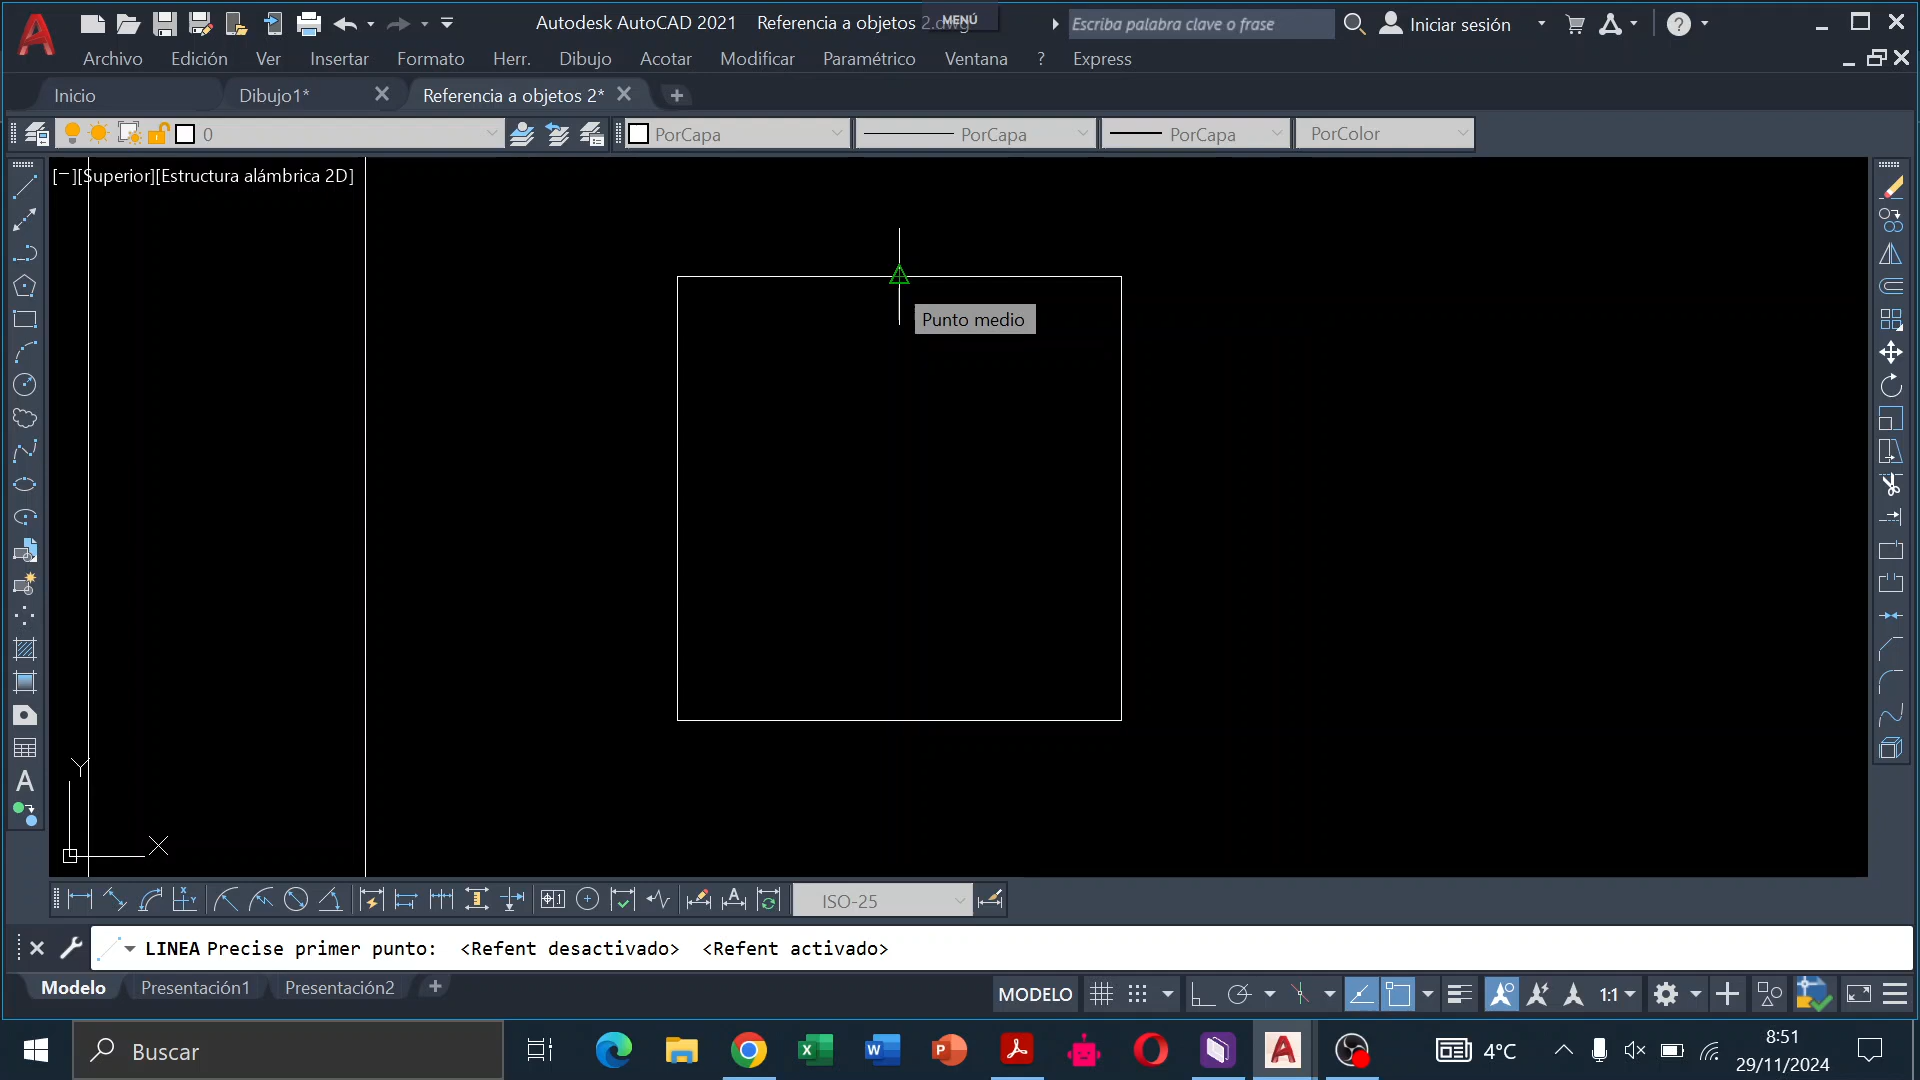 Autodesk AutoCAD 2021 Referencia a objetos 2.dwg
MENÚ
Escriba palabra clave o frase
Iniciar sesión
Archivo Edición Ver Insertar Formato Herr. Dibujo Acotar Modificar Paramétrico Ventana ? Express
Inicio Dibujo1* Referencia a objetos 2*
0 PorCapa PorCapa PorCapa PorColor
[−][Superior][Estructura alámbrica 2D]
Punto medio
Y
X
ISO-25
LINEA Precise primer punto: <Refent desactivado> <Refent activado>
Modelo Presentación1 Presentación2
MODELO 1:1
Buscar
4°C
8:51
29/11/2024